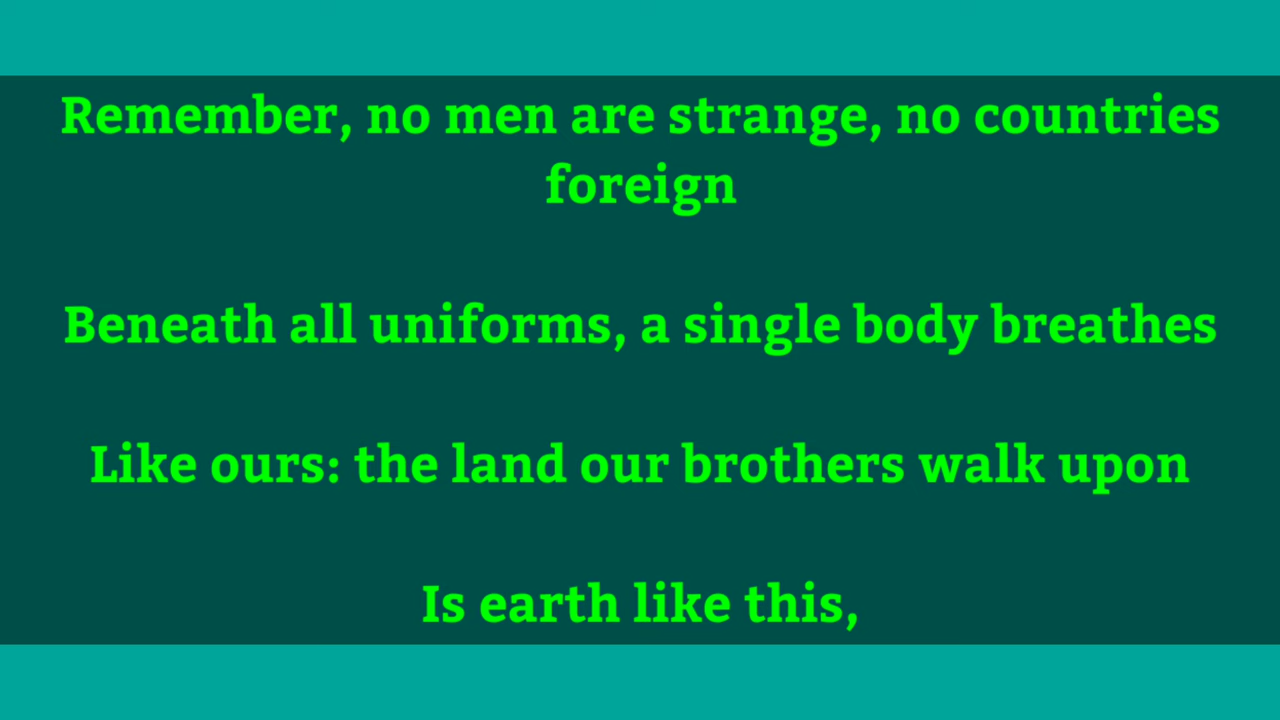 Remember, no men are strange, no countries
foreign
Beneath all uniforms, a single body breathes
Like ours: the land our brothers walk upon
Is earth like this,